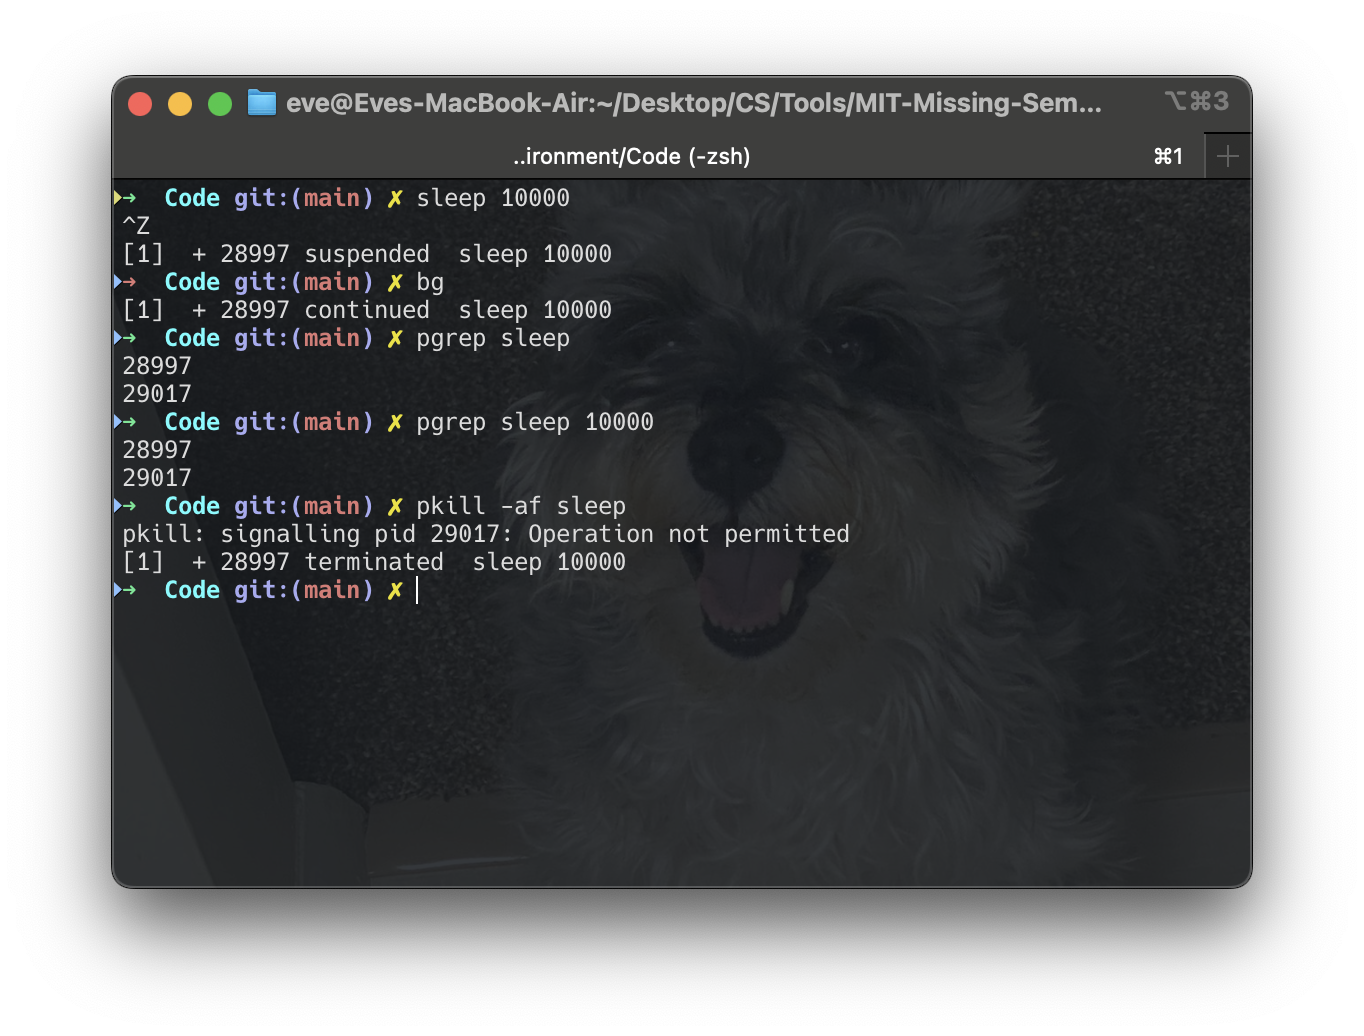 eve@Eves-MacBook-Air:~/Desktop/CS/Tools/MIT-Missing-Sem... ⌥⌘3
..ironment/Code (-zsh) ⌘1
→ Code git:(main) ✗ sleep 10000
^Z
[1]  + 28997 suspended  sleep 10000
→ Code git:(main) ✗ bg
[1]  + 28997 continued  sleep 10000
→ Code git:(main) ✗ pgrep sleep
28997
29017
→ Code git:(main) ✗ pgrep sleep 10000
28997
29017
→ Code git:(main) ✗ pkill -af sleep
pkill: signalling pid 29017: Operation not permitted
[1]  + 28997 terminated  sleep 10000
→ Code git:(main) ✗